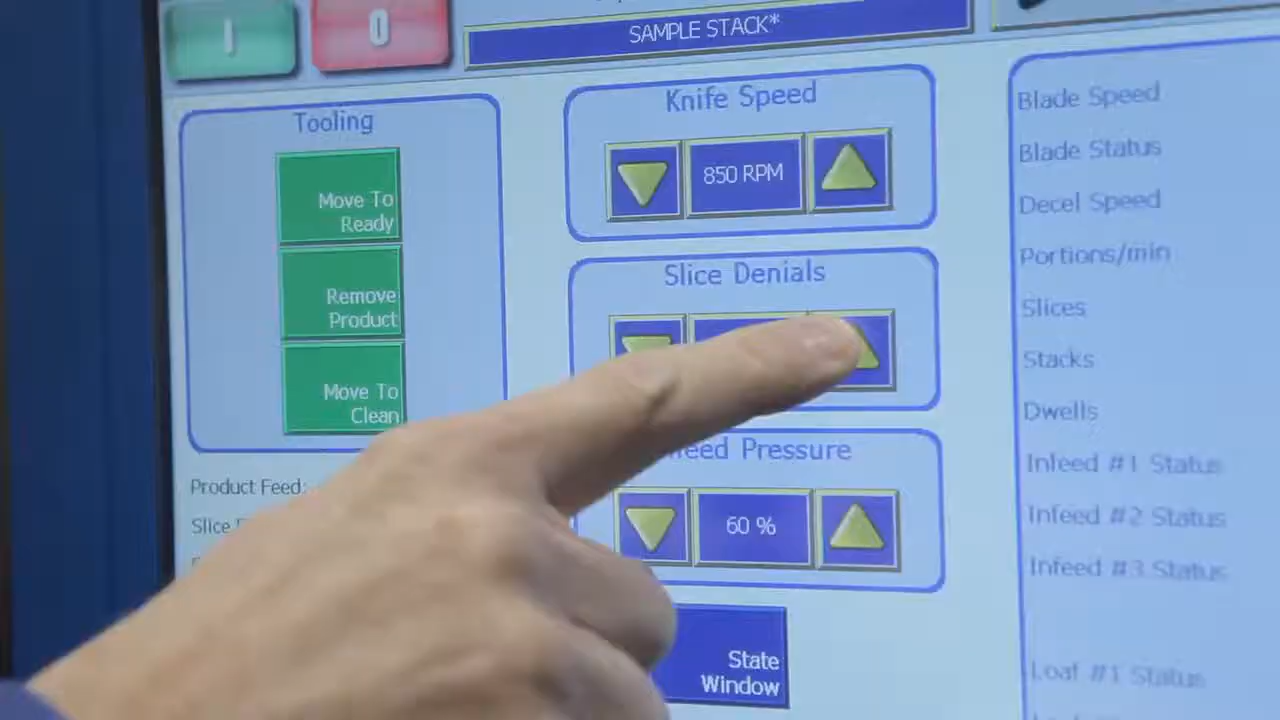 I
0
SAMPLE STACK*
Tooling
Move To
Ready
Remove
Product
Move To
Clean
Product Feed:
Slice
Knife Speed
850 RPM
Slice Denials
Pressure
60 %
State
Window
Blade Speed
Blade Status
Decel Speed
Portions/min
Slices
Stacks
Dwells
Infeed #1 Status
Infeed #2 Status
Infeed #3 Status
Loaf #1 Status